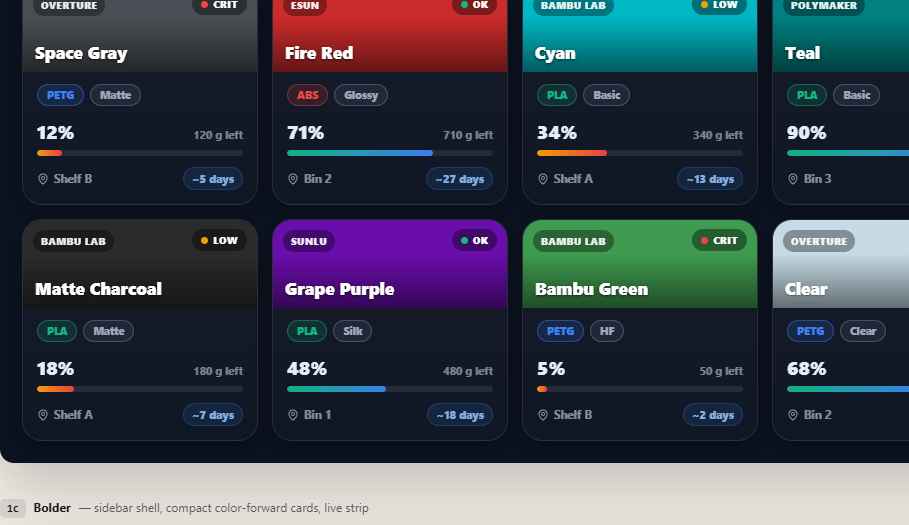 OVERTURE CRIT ESUN OK BAMBU LAB LOW POLYMAKER
Space Gray Fire Red Cyan Teal
PETG Matte ABS Glossy PLA Basic PLA Basic
12% 120 g left 71% 710 g left 34% 340 g left 90%
Shelf B ~5 days Bin 2 ~27 days Shelf A ~13 days Bin 3
BAMBU LAB LOW SUNLU OK BAMBU LAB CRIT OVERTURE
Matte Charcoal Grape Purple Bambu Green Clear
PLA Matte PLA Silk PETG HF PETG Clear
18% 180 g left 48% 480 g left 5% 50 g left 68%
Shelf A ~7 days Bin 1 ~18 days Shelf B ~2 days Bin 2
1c Bolder — sidebar shell, compact color-forward cards, live strip